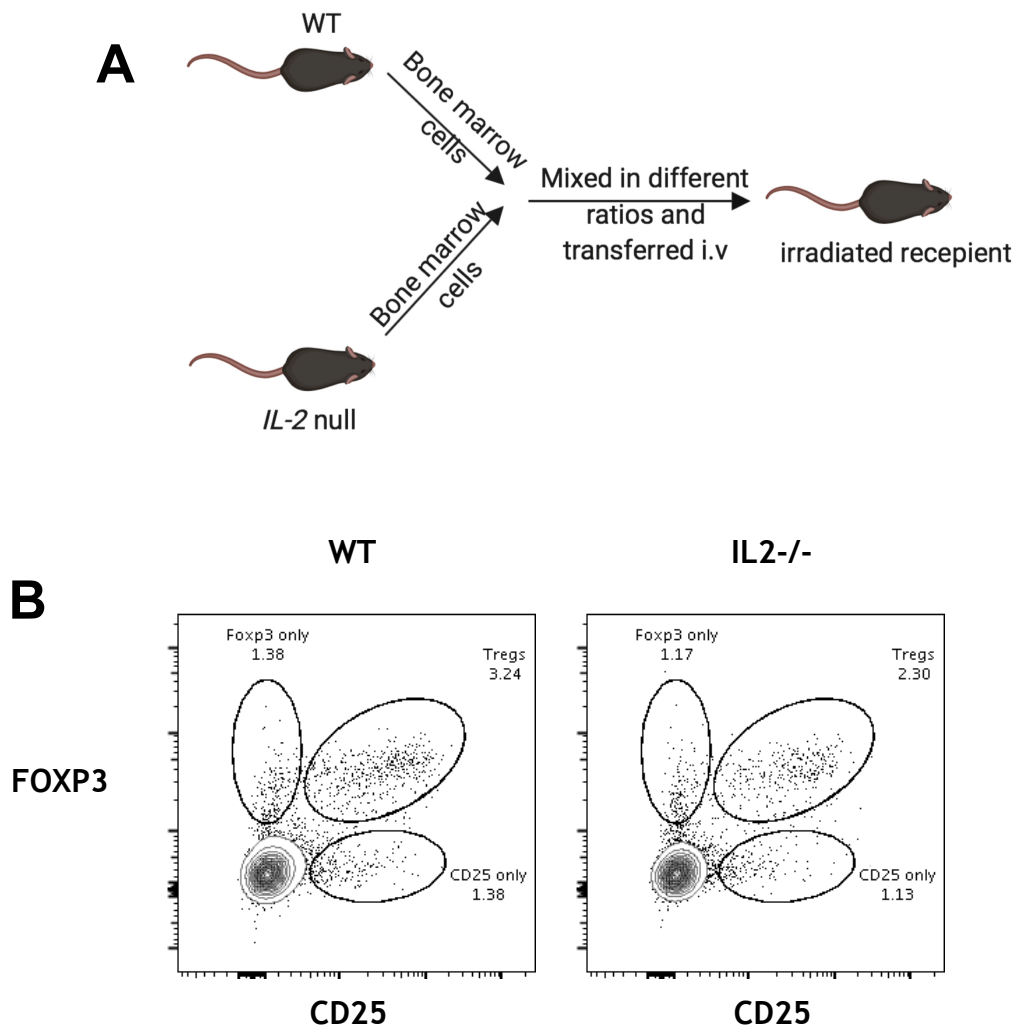 A
WT
Bone marrow
cells
Bone marrow
cells
IL-2 null
Mixed in different
ratios and
transferred i.v
irradiated recepient
B
WT
IL2-/-
FOXP3
Foxp3 only
1.38
Tregs
3.24
CD25 only
1.38
CD25
Foxp3 only
1.17
Tregs
2.30
CD25 only
1.13
CD25